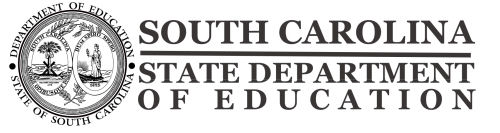 DEPARTMENT OF EDUCATION
STATE OF SOUTH CAROLINA
SOUTH CAROLINA
STATE DEPARTMENT
OF EDUCATION